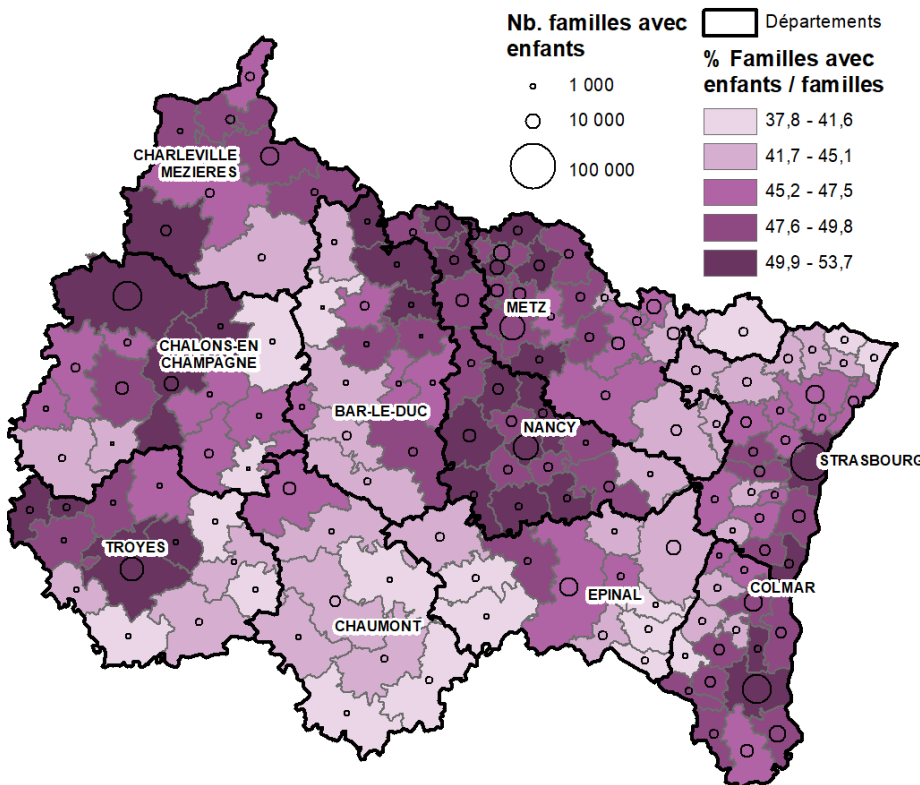 Nb. familles avec
enfants
1 000
10 000
100 000
Départements
% Familles avec
enfants / familles
37,8 - 41,6
41,7 - 45,1
45,2 - 47,5
47,6 - 49,8
49,9 - 53,7
CHARLEVILLE
MEZIERES
METZ
CHALONS-EN
CHAMPAGNE
BAR-LE-DUC
NANCY
STRASBOURG
TROYES
EPINAL
COLMAR
CHAUMONT